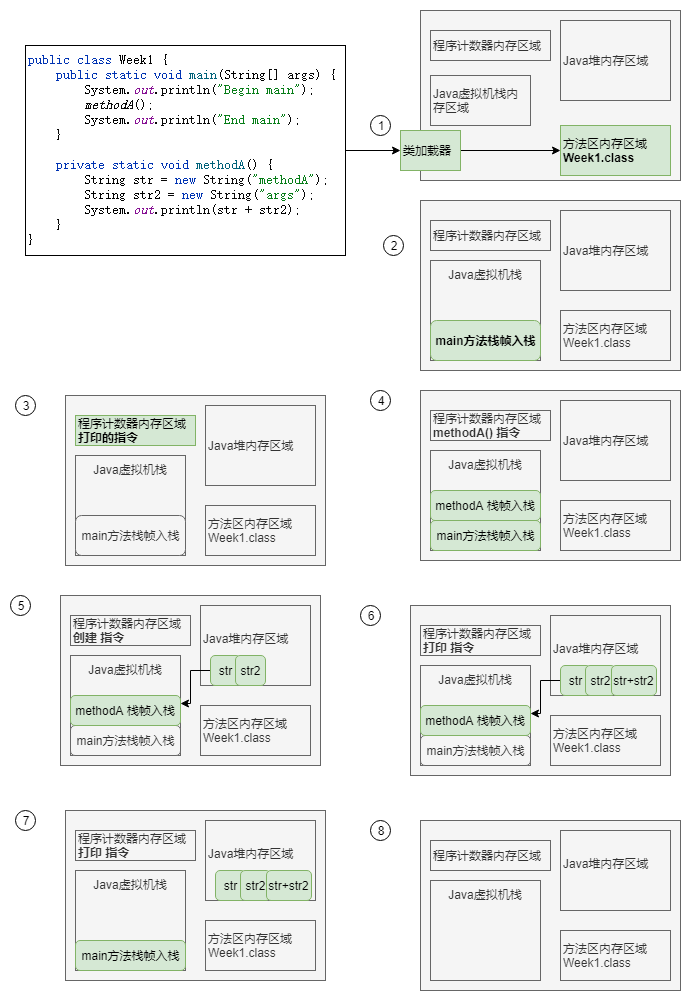 public class Week1 {
public static void main(String[] args) {
System.out.println("Begin main");
methodA();
System.out.println("End main");
}
private static void methodA() {
String str = new String("methodA");
String str2 = new String("args");
System.out.println(str + str2);
}
}
1
类加载器
程序计数器内存区域
Java虚拟机栈内
存区域
Java堆内存区域
方法区内存区域
Week1.class
2
程序计数器内存区域
Java虚拟机栈
main方法栈帧入栈
Java堆内存区域
方法区内存区域
Week1.class
3
程序计数器内存区域
打印的指令
Java虚拟机栈
main方法栈帧入栈
Java堆内存区域
方法区内存区域
Week1.class
4
程序计数器内存区域
methodA() 指令
Java虚拟机栈
methodA 栈帧入栈
main方法栈帧入栈
Java堆内存区域
方法区内存区域
Week1.class
5
程序计数器内存区域
创建 指令
Java虚拟机栈
methodA 栈帧入栈
main方法栈帧入栈
Java堆内存区域
str
str2
方法区内存区域
Week1.class
6
程序计数器内存区域
打印 指令
Java虚拟机栈
methodA 栈帧入栈
main方法栈帧入栈
Java堆内存区域
str
str2
str+str2
方法区内存区域
Week1.class
7
程序计数器内存区域
打印 指令
Java虚拟机栈
main方法栈帧入栈
Java堆内存区域
str
str2
str+str2
方法区内存区域
Week1.class
8
程序计数器内存区域
Java虚拟机栈
Java堆内存区域
方法区内存区域
Week1.class